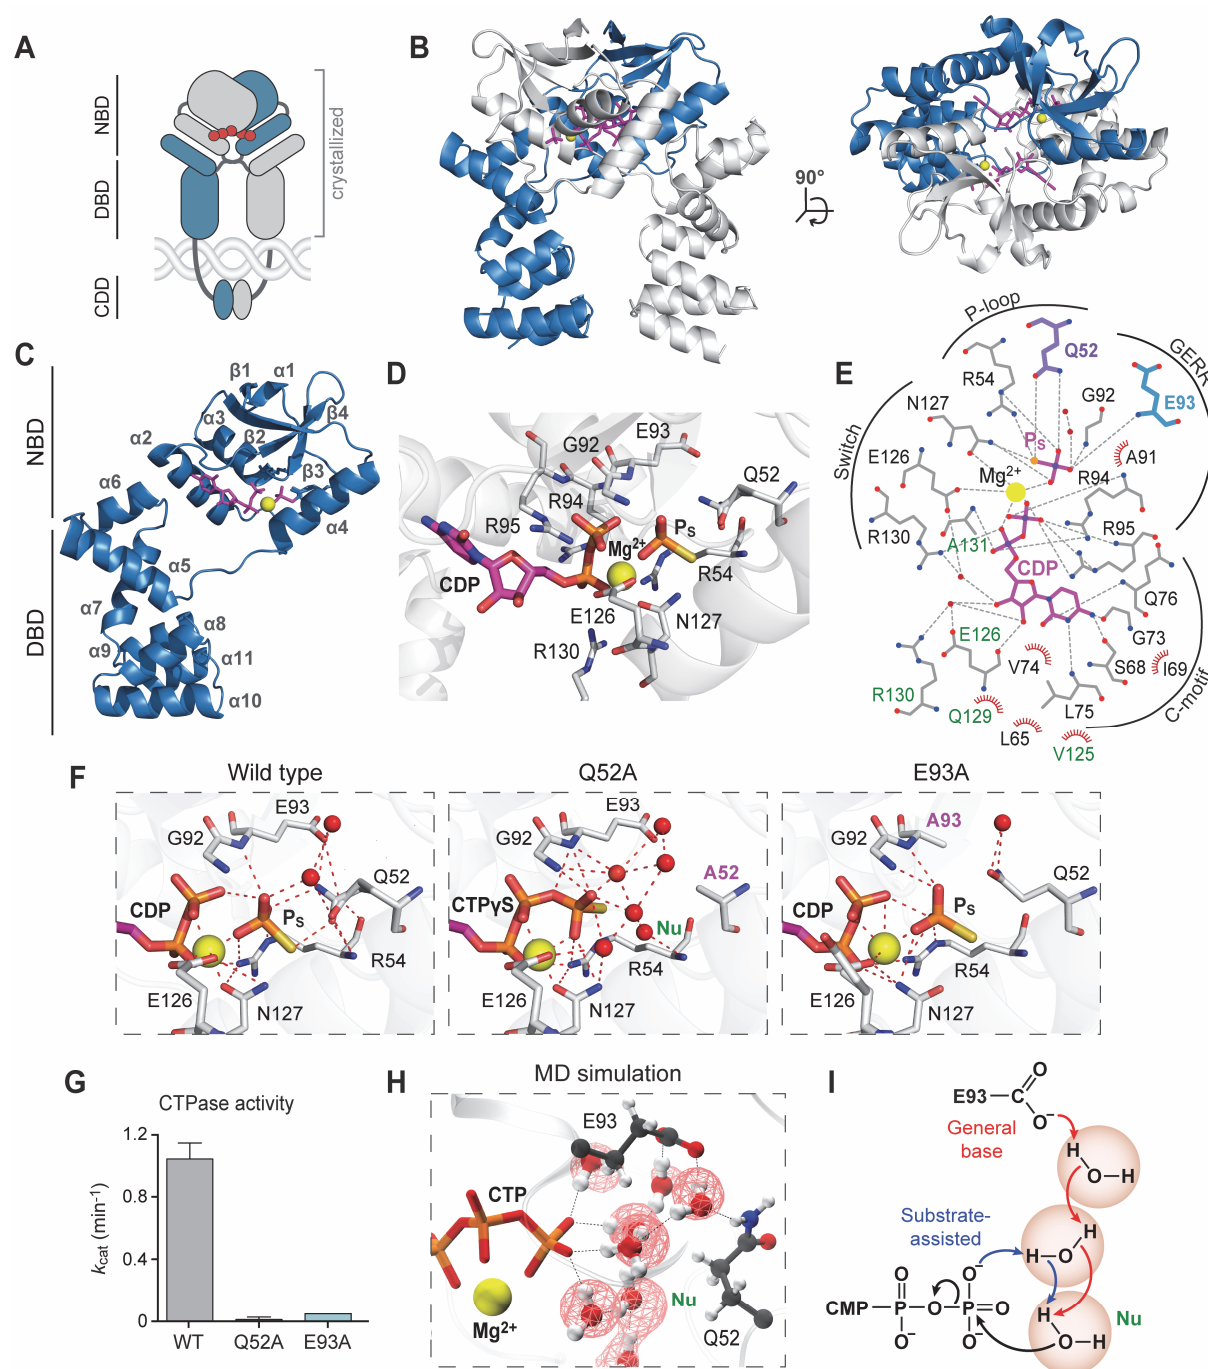 A
NBD
DBD
CDD
crystallized
B
90°
C
NBD
DBD
β1
α1
α3
β4
α2
β2
β3
α6
α4
α5
α7
α8
α9
α11
α10
D
G92
E93
Q52
R94
R95
Mg2+
PS
CDP
R54
E126
N127
R130
E
P-loop
GERR
Switch
C-motif
Q52
R54
G92
E93
N127
PS
A91
E126
Mg2+
R94
R130
A131
R95
CDP
Q76
E126
G73
V74
S68
I69
R130
Q129
L75
L65
V125
F
Wild type
Q52A
E93A
E93
G92
Q52
CDP
PS
R54
E126
N127
E93
G92
A52
CTPγS
Nu
R54
E126
N127
A93
G92
Q52
CDP
PS
R54
E126
N127
G
CTPase activity
kcat (min-1)
1.2
0.8
0.4
0
WT
Q52A
E93A
H
MD simulation
E93
CTP
Nu
Mg2+
Q52
I
O
E93
C
O-
General
base
H
O
H
Substrate-
assisted
H
O
H
O
O-
CMP
P
O
P
O
O-
O-
H
O
H
Nu